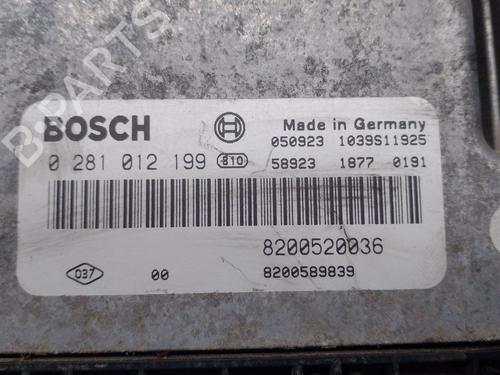 B-PARTS
BOSCH
Made in Germany
050923 1039S11925
0 281 012 199 810 58923 1877 0191
8200520036
037 00 8200589839